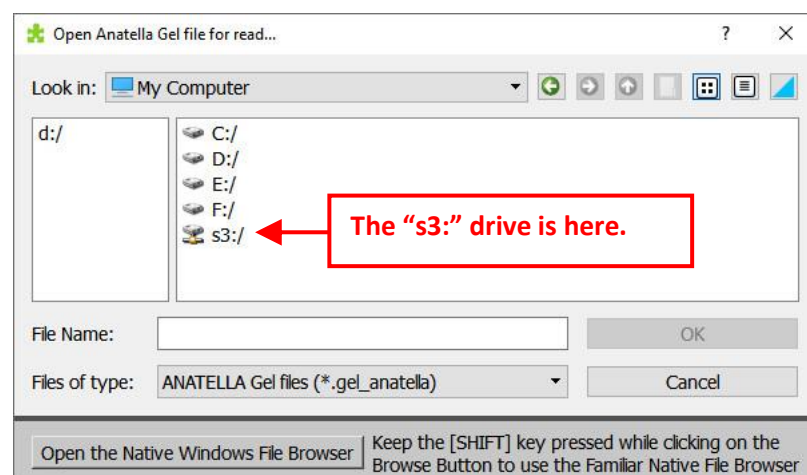 Open Anatella Gel file for read...
?
Look in:
My Computer
d:/
C:/
D:/
E:/
F:/
s3:/
The “s3:” drive is here.
File Name:
OK
Files of type:
ANATELLA Gel files (*.gel_anatella)
Cancel
Open the Native Windows File Browser
Keep the [SHIFT] key pressed while clicking on the
Browse Button to use the Familiar Native File Browser